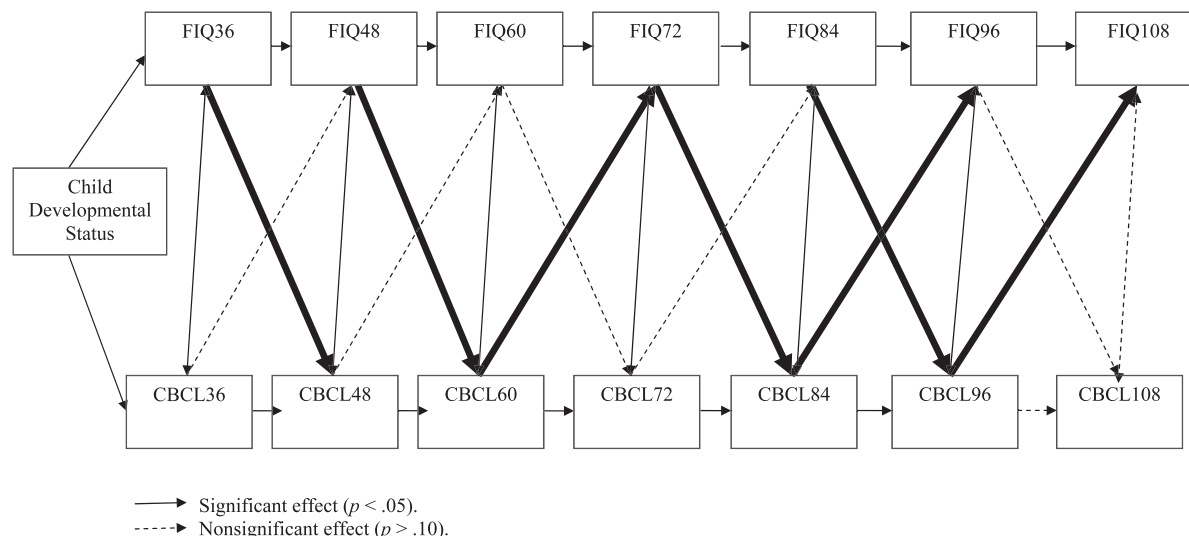 FIQ36
FIQ48
FIQ60
FIQ72
FIQ84
FIQ96
FIQ108
Child
Developmental
Status
CBCL36
CBCL48
CBCL60
CBCL72
CBCL84
CBCL96
CBCL108
Significant effect (p < .05).
Nonsignificant effect (p > .10).